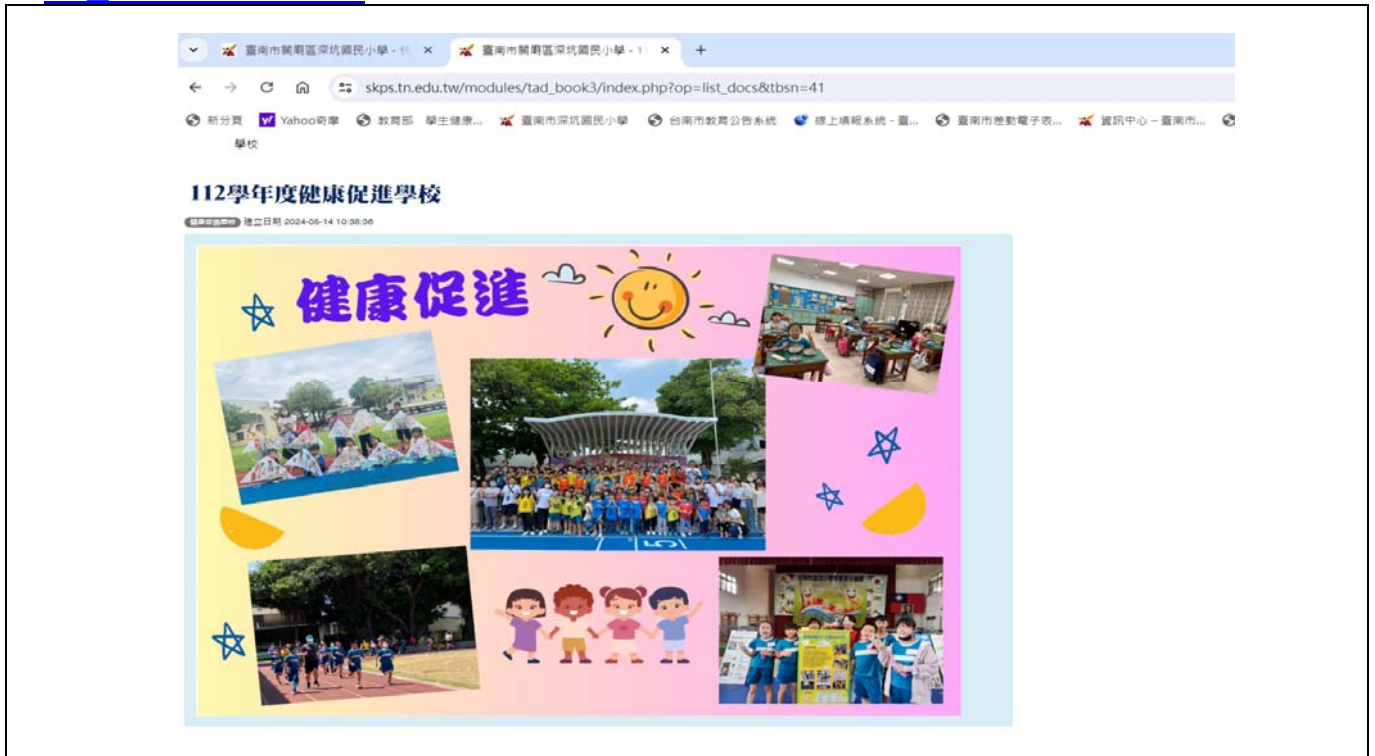 臺南市關廟區深坑國民小學 -
臺南市關廟區深坑國民小學 - 1
skps.tn.edu.tw/modules/tad_book3/index.php?op=list_docs&tbsn=41
新分頁 Yahoo奇摩 教育部 學生健康... 臺南市深坑國民小學 台南市教育公告系統 線上填報系統 - 臺... 臺南市差勤電子表... 資訊中心 – 臺南市...
學校
112學年度健康促進學校
健康促進學校 建立日期 2024-05-14 10:38:36
健康促進